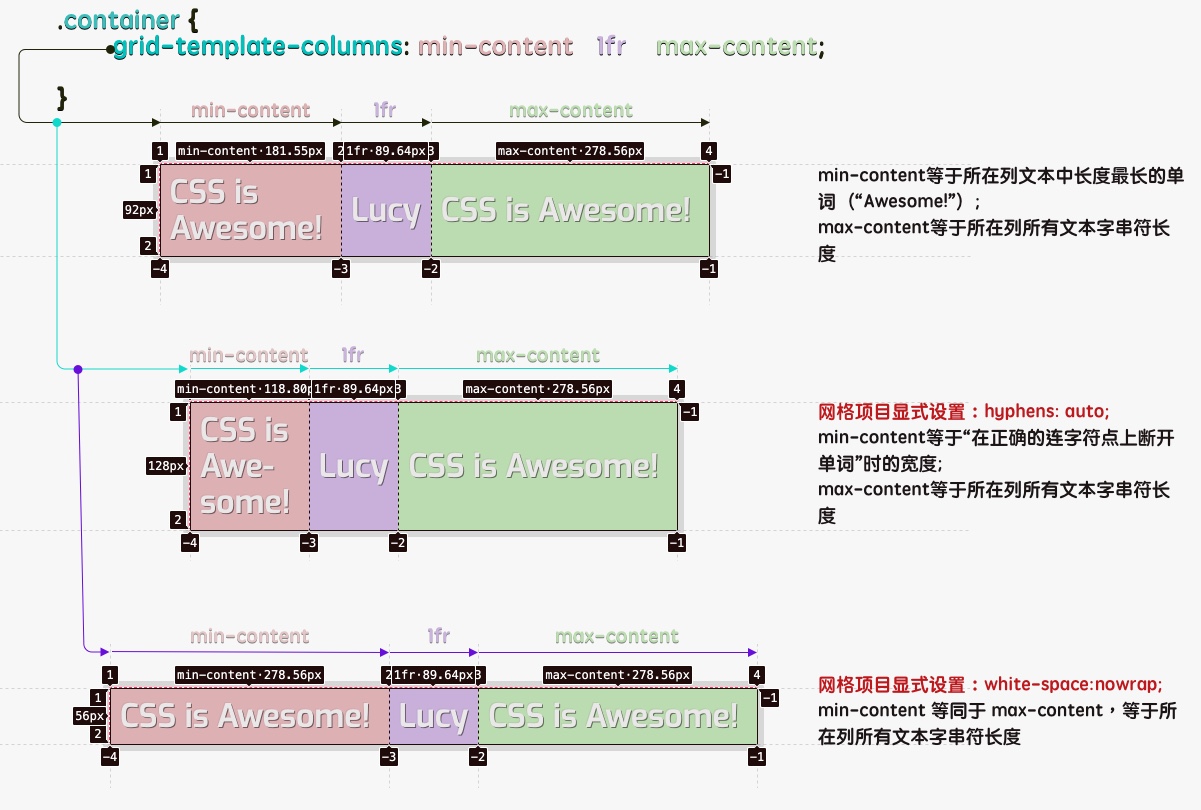 .container {
grid-template-columns: min-content 1fr max-content;
}
min-content 1fr max-content
1 min-content·181.55px 2 1fr·89.64px 3 max-content·278.56px 4
1 -1
CSS is
Awesome!
Lucy
CSS is Awesome!
92px
2
-4 -3 -2 -1
min-content等于所在列文本中长度最长的单
词（“Awesome!”）;
max-content等于所在列所有文本字串符长
度
min-content 1fr max-content
min-content·118.80p 1fr·89.64px 3 max-content·278.56px 4
1 -1
CSS is
Awe-
some!
Lucy
CSS is Awesome!
128px
2
-4 -3 -2 -1
网格项目显式设置：hyphens: auto;
min-content等于“在正确的连字符点上断开
单词”时的宽度;
max-content等于所在列所有文本字串符长
度
min-content 1fr max-content
1 min-content·278.56px 2 1fr·89.64px 3 max-content·278.56px 4
1 -1
56px
CSS is Awesome! Lucy CSS is Awesome!
2
-4 -3 -2 -1
网格项目显式设置：white-space:nowrap;
min-content 等同于 max-content，等于所
在列所有文本字串符长度